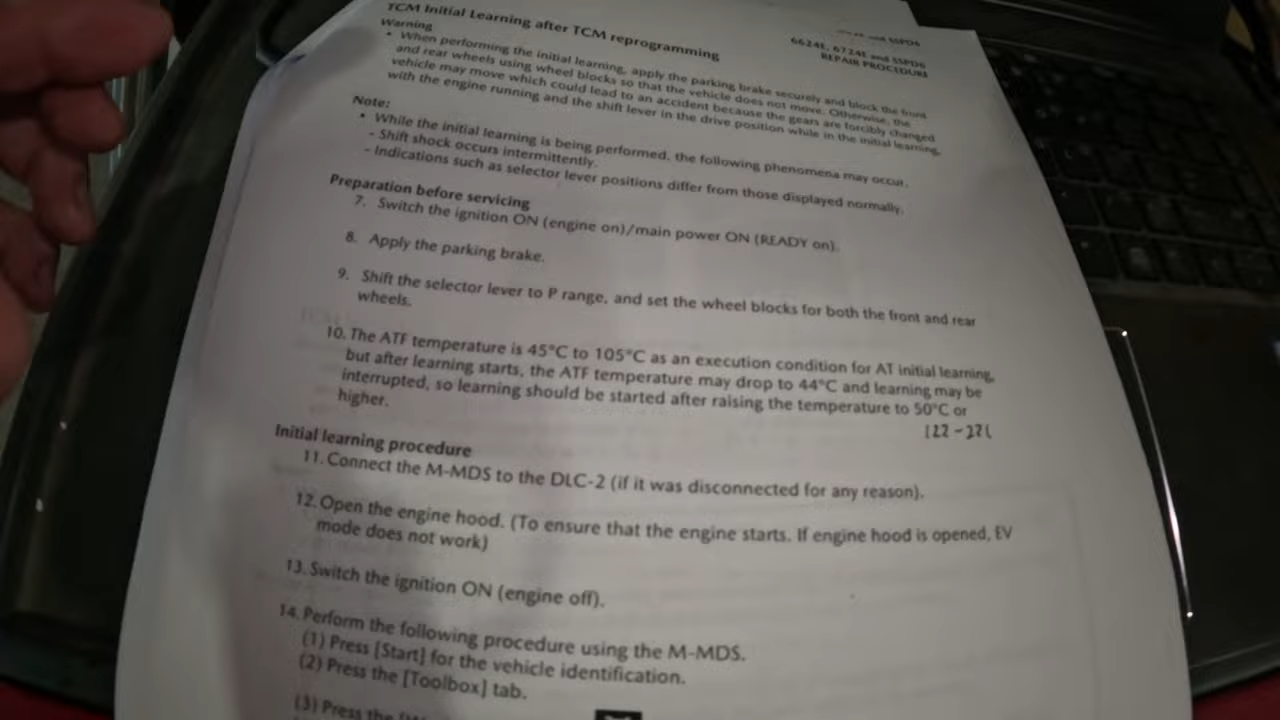 6624E, 6724E and SSPD6
REPAIR PROCEDURE
TCM Initial Learning after TCM reprogramming
Warning
• When performing the initial learning, apply the parking brake securely and block the front
and rear wheels using wheel blocks so that the vehicle does not move. Otherwise, the
vehicle may move which could lead to an accident because the gears are forcibly changed
with the engine running and the shift lever in the drive position while in the initial learning.
Note:
• While the initial learning is being performed, the following phenomena may occur.
- Shift shock occurs intermittently.
- Indications such as selector lever positions differ from those displayed normally.
Preparation before servicing
7. Switch the ignition ON (engine on)/main power ON (READY on).
8. Apply the parking brake.
9. Shift the selector lever to P range, and set the wheel blocks for both the front and rear
wheels.
10. The ATF temperature is 45°C to 105°C as an execution condition for AT initial learning,
but after learning starts, the ATF temperature may drop to 44°C and learning may be
interrupted, so learning should be started after raising the temperature to 50°C or
higher.
Initial learning procedure
11. Connect the M-MDS to the DLC-2 (if it was disconnected for any reason).
12. Open the engine hood. (To ensure that the engine starts. If engine hood is opened, EV
mode does not work)
13. Switch the ignition ON (engine off).
14. Perform the following procedure using the M-MDS.
(1) Press [Start] for the vehicle identification.
(2) Press the [Toolbox] tab.
(3) Press the